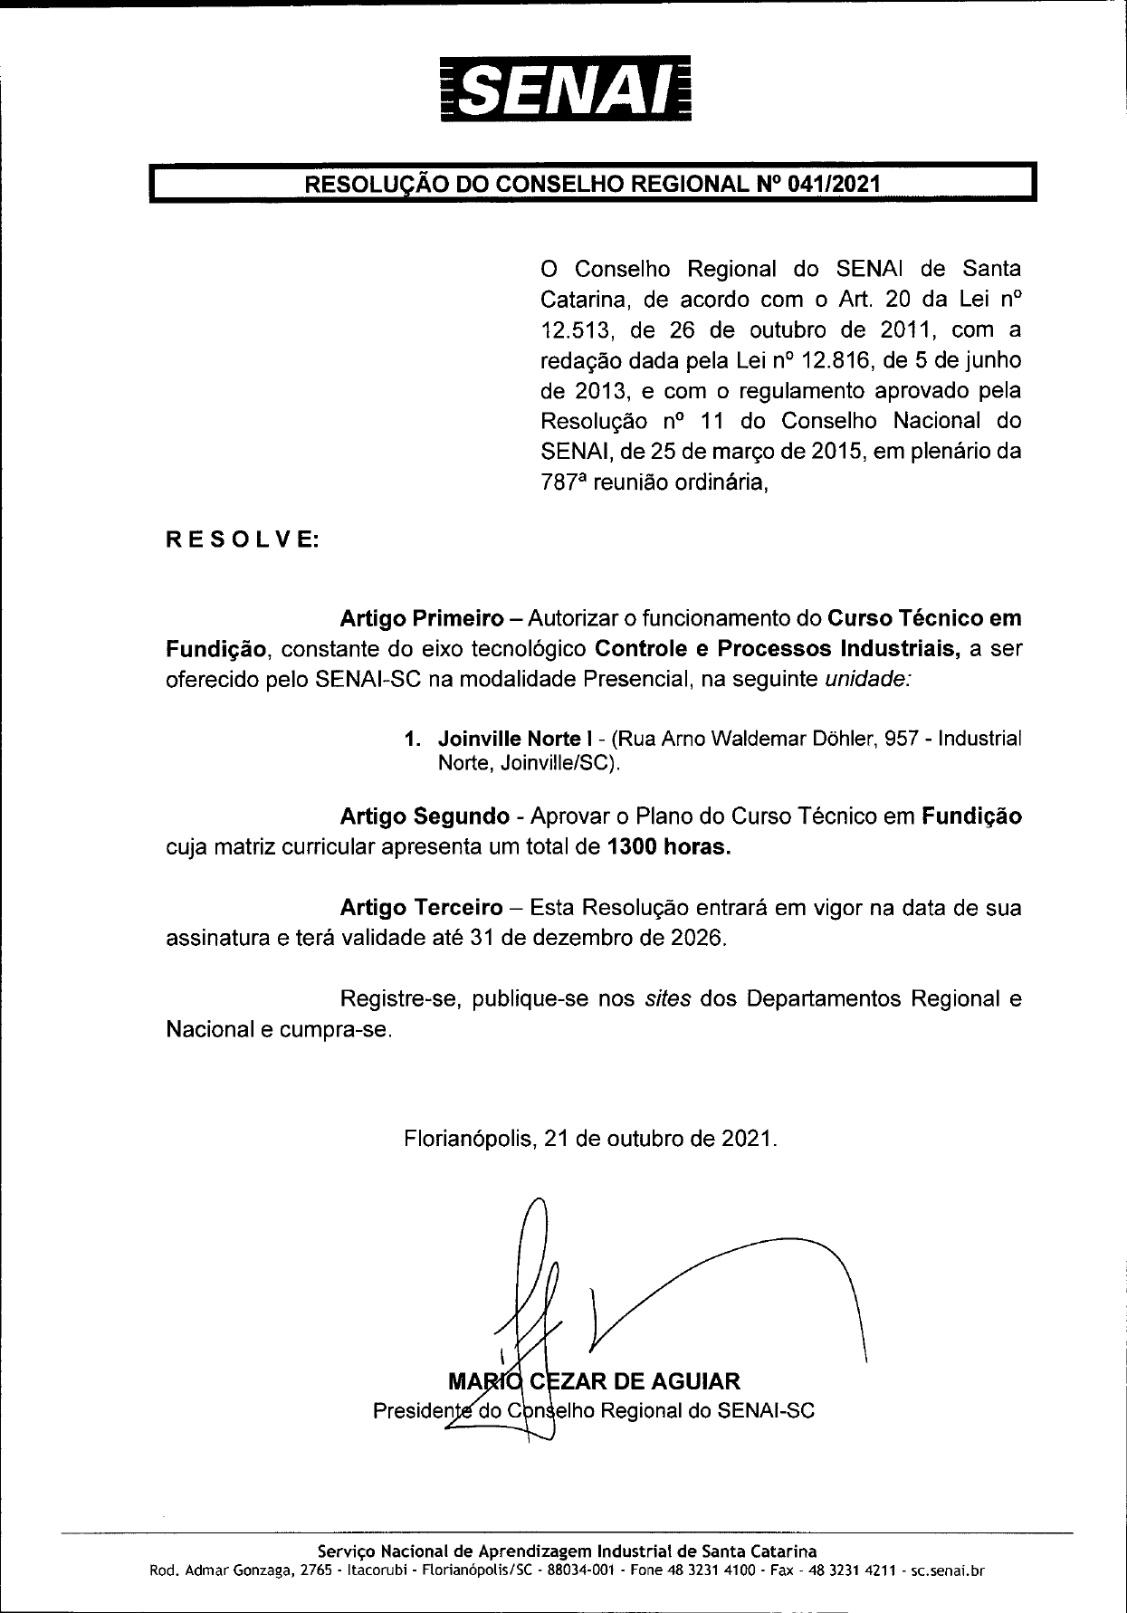 SENAI
RESOLUÇÃO DO CONSELHO REGIONAL Nº 041/2021
O Conselho Regional do SENAI de Santa
Catarina, de acordo com o Art. 20 da Lei nº
12.513, de 26 de outubro de 2011, com a
redação dada pela Lei nº 12.816, de 5 de junho
de 2013, e com o regulamento aprovado pela
Resolução nº 11 do Conselho Nacional do
SENAI, de 25 de março de 2015, em plenário da
787ª reunião ordinária,
R E S O L V E:
Artigo Primeiro – Autorizar o funcionamento do Curso Técnico em
Fundição, constante do eixo tecnológico Controle e Processos Industriais, a ser
oferecido pelo SENAI-SC na modalidade Presencial, na seguinte unidade:
1. Joinville Norte I - (Rua Arno Waldemar Döhler, 957 - Industrial
Norte, Joinville/SC).
Artigo Segundo - Aprovar o Plano do Curso Técnico em Fundição
cuja matriz curricular apresenta um total de 1300 horas.
Artigo Terceiro – Esta Resolução entrará em vigor na data de sua
assinatura e terá validade até 31 de dezembro de 2026.
Registre-se, publique-se nos sites dos Departamentos Regional e
Nacional e cumpra-se.
Florianópolis, 21 de outubro de 2021.
MARIO CEZAR DE AGUIAR
Presidente do Conselho Regional do SENAI-SC
Serviço Nacional de Aprendizagem Industrial de Santa Catarina
Rod. Admar Gonzaga, 2765 - Itacorubi - Florianópolis/SC - 88034-001 - Fone 48 3231 4100 - Fax - 48 3231 4211 - sc.senai.br